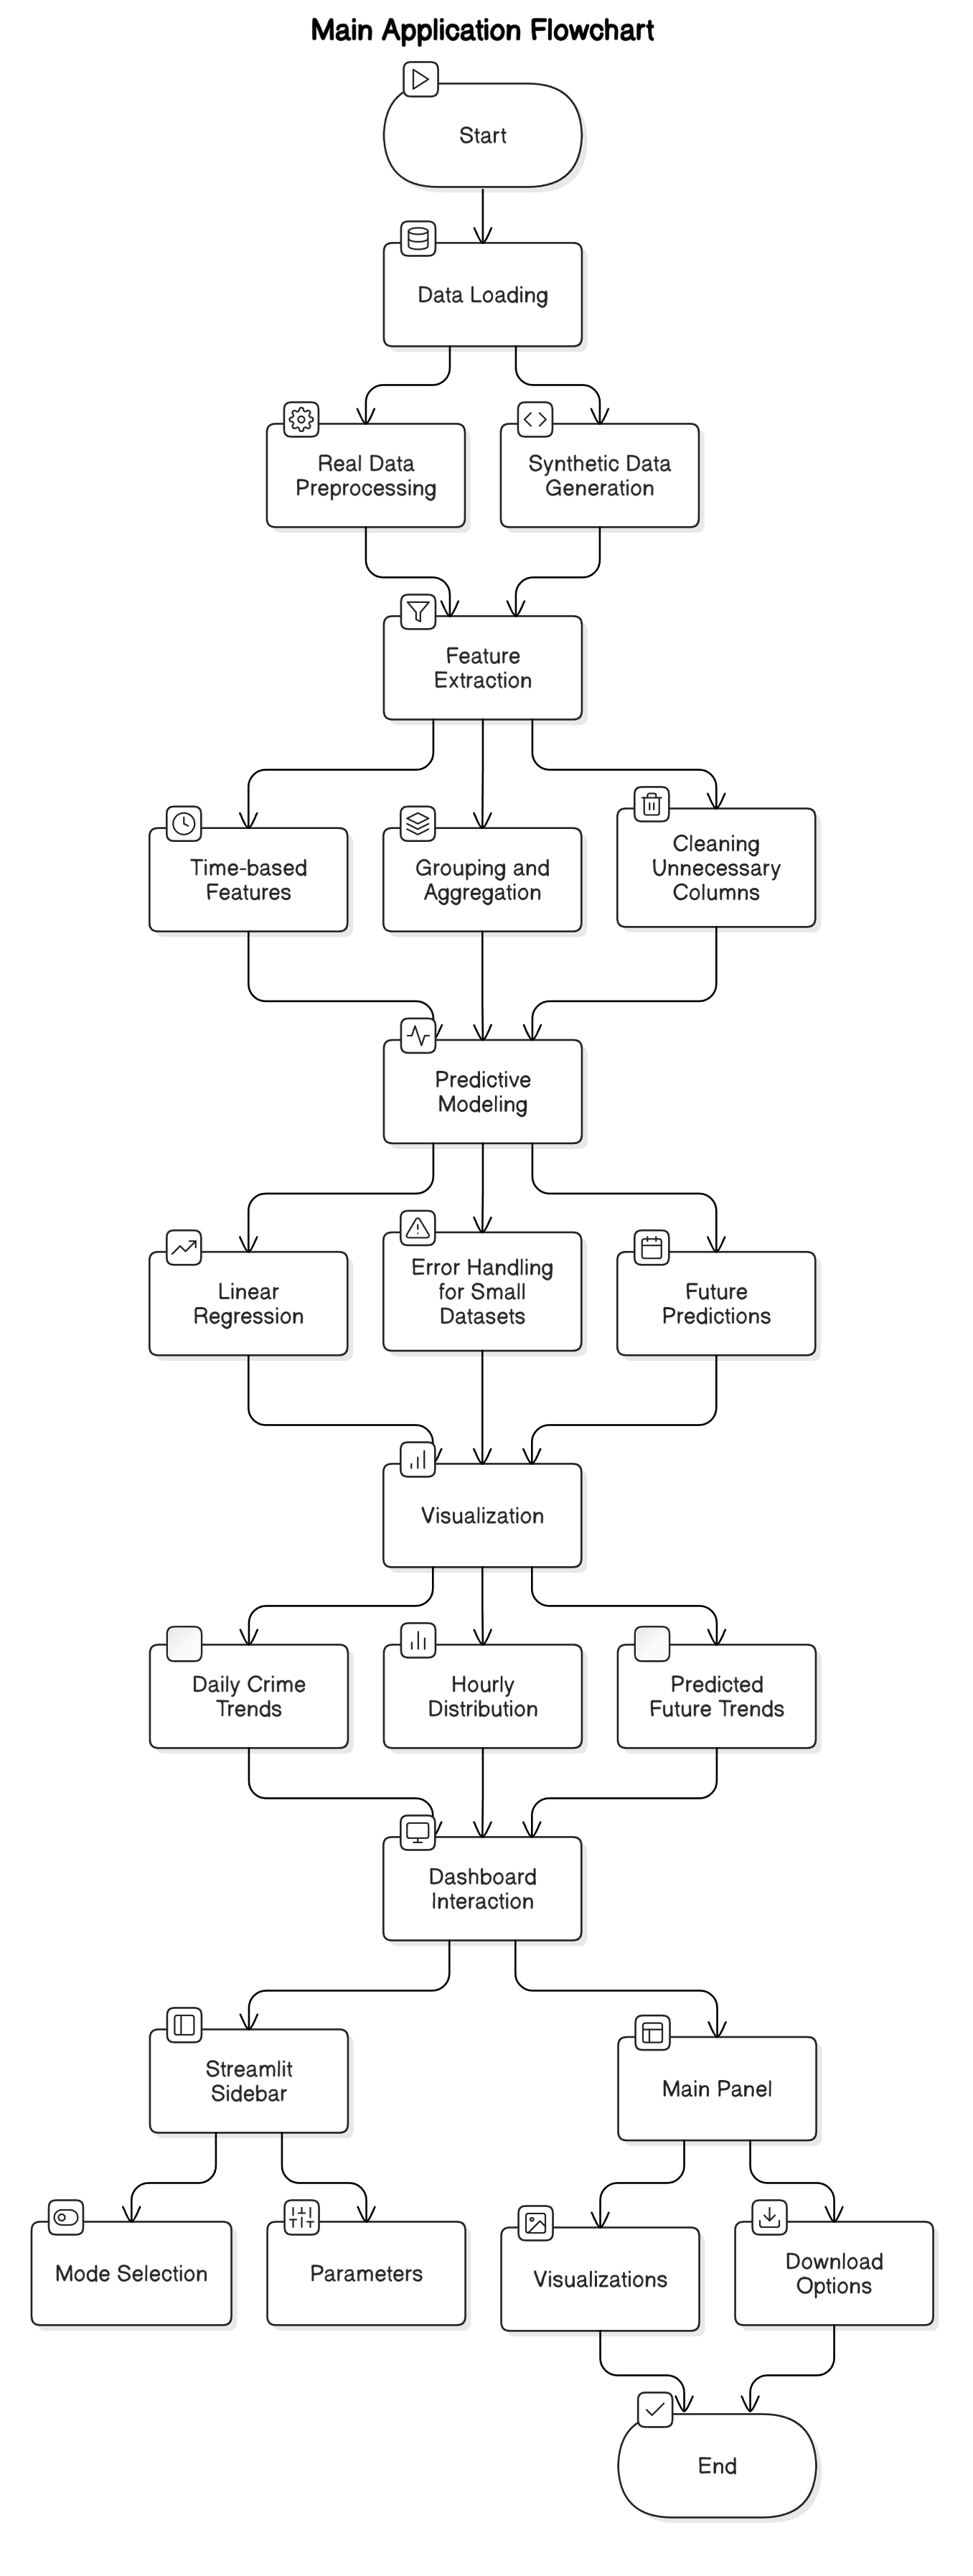 Main Application Flowchart
Start
Data Loading
Real Data
Preprocessing
Synthetic Data
Generation
Feature
Extraction
Time-based
Features
Grouping and
Aggregation
Cleaning
Unnecessary
Columns
Predictive
Modeling
Linear
Regression
Error Handling
for Small
Datasets
Future
Predictions
Visualization
Daily Crime
Trends
Hourly
Distribution
Predicted
Future Trends
Dashboard
Interaction
Streamlit
Sidebar
Main Panel
Mode Selection
Parameters
Visualizations
Download
Options
End